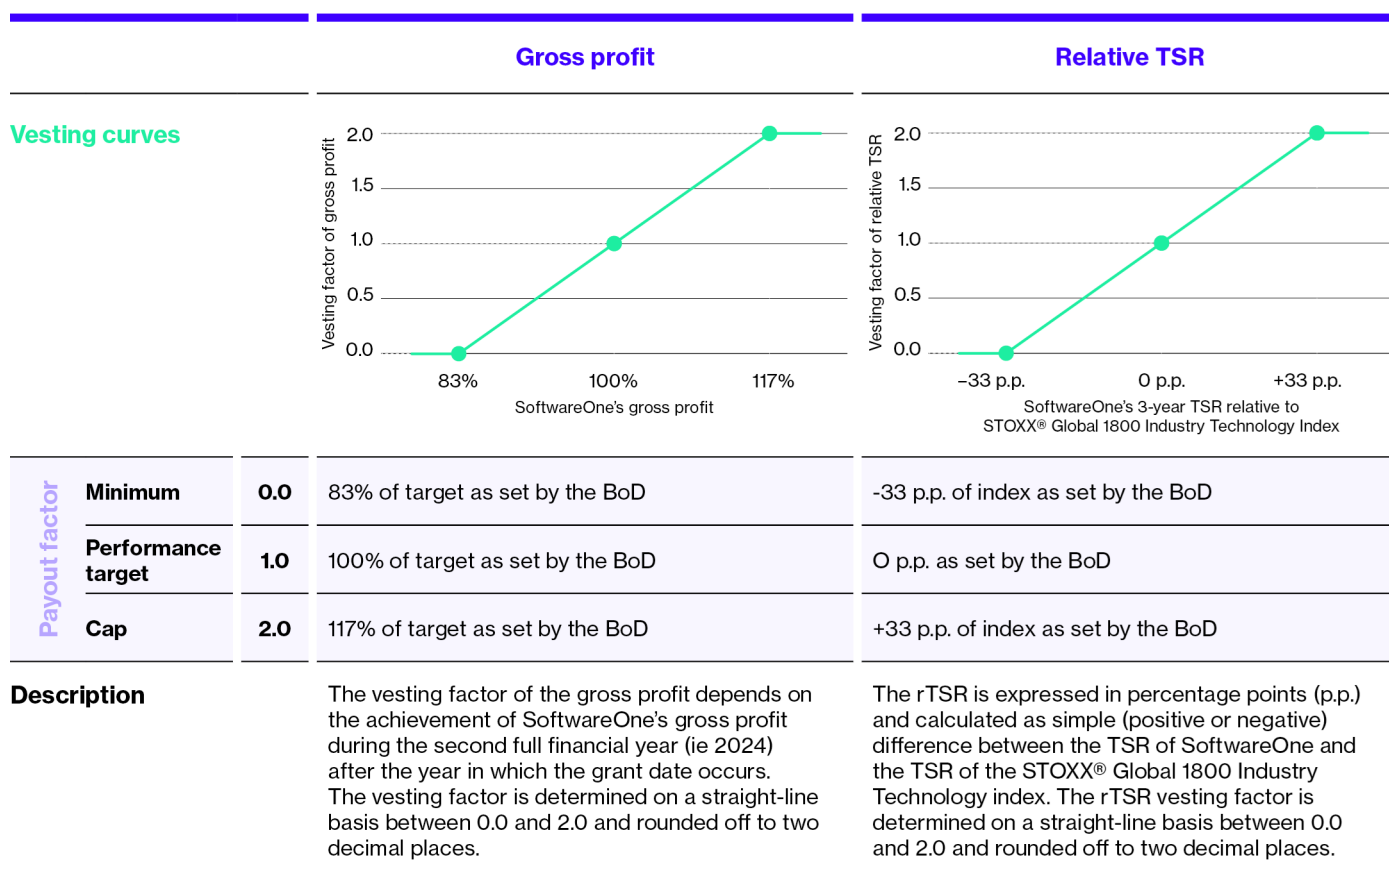 Gross profit
Relative TSR
Vesting curves
Vesting factor of gross profit
2.0
1.5
1.0
0.5
0.0
83%
100%
117%
SoftwareOne’s gross profit
Vesting factor of relative TSR
2.0
1.5
1.0
0.5
0.0
–33 p.p.
0 p.p.
+33 p.p.
SoftwareOne’s 3-year TSR relative to
STOXX® Global 1800 Industry Technology Index
Payout factor
Minimum
0.0
83% of target as set by the BoD
-33 p.p. of index as set by the BoD
Performance
target
1.0
100% of target as set by the BoD
O p.p. as set by the BoD
Cap
2.0
117% of target as set by the BoD
+33 p.p. of index as set by the BoD
Description
The vesting factor of the gross profit depends on
the achievement of SoftwareOne’s gross profit
during the second full financial year (ie 2024)
after the year in which the grant date occurs.
The vesting factor is determined on a straight-line
basis between 0.0 and 2.0 and rounded off to two
decimal places.
The rTSR is expressed in percentage points (p.p.)
and calculated as simple (positive or negative)
difference between the TSR of SoftwareOne and
the TSR of the STOXX® Global 1800 Industry
Technology index. The rTSR vesting factor is
determined on a straight-line basis between 0.0
and 2.0 and rounded off to two decimal places.